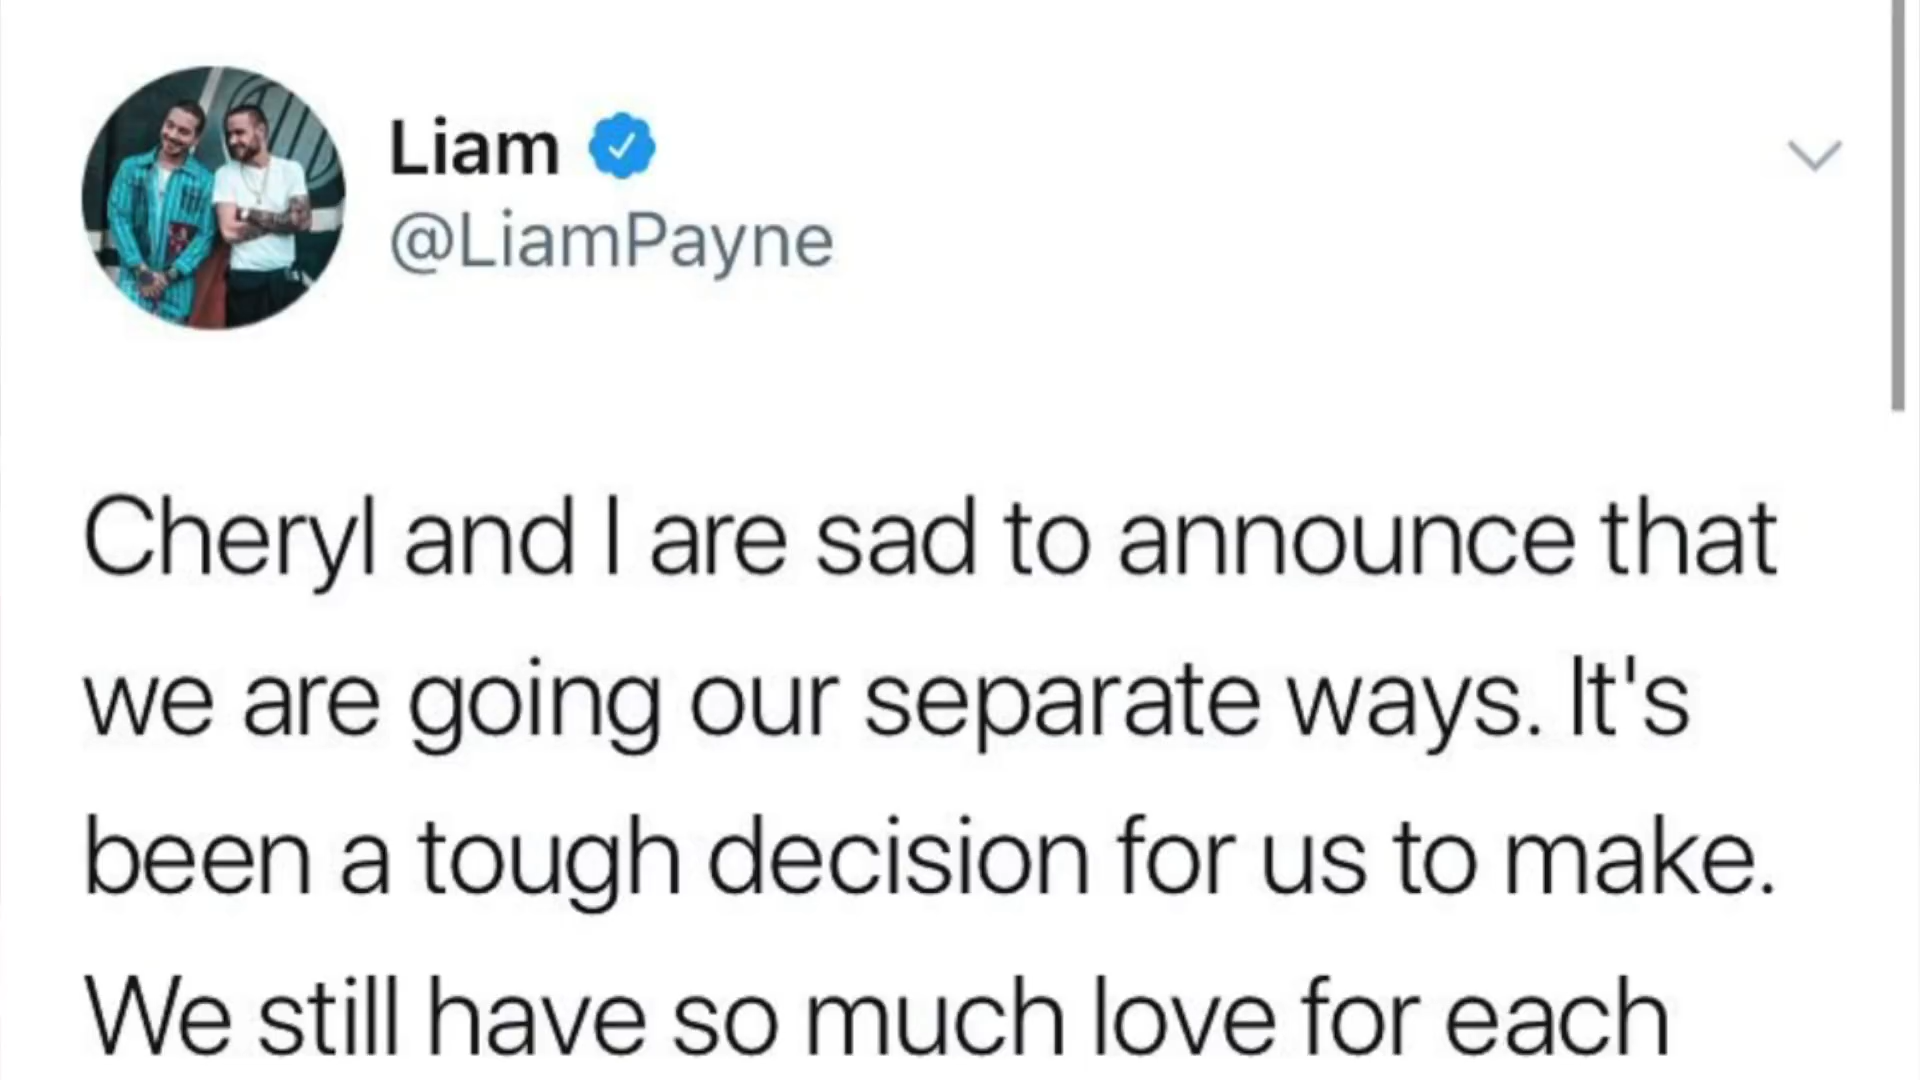 Liam
@LiamPayne
Cheryl and I are sad to announce that
we are going our separate ways. It's
been a tough decision for us to make.
We still have so much love for each